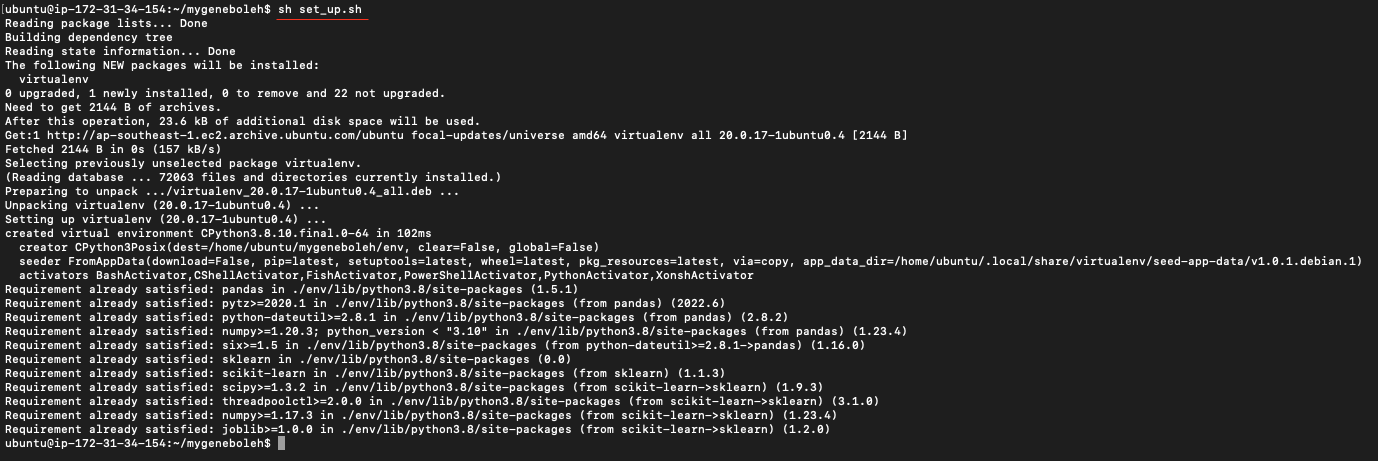 [ubuntu@ip-172-31-34-154:~/mygeneboleh$ sh set_up.sh
Reading package lists... Done
Building dependency tree
Reading state information... Done
The following NEW packages will be installed:
  virtualenv
0 upgraded, 1 newly installed, 0 to remove and 22 not upgraded.
Need to get 2144 B of archives.
After this operation, 23.6 kB of additional disk space will be used.
Get:1 http://ap-southeast-1.ec2.archive.ubuntu.com/ubuntu focal-updates/universe amd64 virtualenv all 20.0.17-1ubuntu0.4 [2144 B]
Fetched 2144 B in 0s (157 kB/s)
Selecting previously unselected package virtualenv.
(Reading database ... 72063 files and directories currently installed.)
Preparing to unpack .../virtualenv_20.0.17-1ubuntu0.4_all.deb ...
Unpacking virtualenv (20.0.17-1ubuntu0.4) ...
Setting up virtualenv (20.0.17-1ubuntu0.4) ...
created virtual environment CPython3.8.10.final.0-64 in 102ms
  creator CPython3Posix(dest=/home/ubuntu/mygeneboleh/env, clear=False, global=False)
  seeder FromAppData(download=False, pip=latest, setuptools=latest, wheel=latest, pkg_resources=latest, via=copy, app_data_dir=/home/ubuntu/.local/share/virtualenv/seed-app-data/v1.0.1.debian.1)
  activators BashActivator,CShellActivator,FishActivator,PowerShellActivator,PythonActivator,XonshActivator
Requirement already satisfied: pandas in ./env/lib/python3.8/site-packages (1.5.1)
Requirement already satisfied: pytz>=2020.1 in ./env/lib/python3.8/site-packages (from pandas) (2022.6)
Requirement already satisfied: python-dateutil>=2.8.1 in ./env/lib/python3.8/site-packages (from pandas) (2.8.2)
Requirement already satisfied: numpy>=1.20.3; python_version < "3.10" in ./env/lib/python3.8/site-packages (from pandas) (1.23.4)
Requirement already satisfied: six>=1.5 in ./env/lib/python3.8/site-packages (from python-dateutil>=2.8.1->pandas) (1.16.0)
Requirement already satisfied: sklearn in ./env/lib/python3.8/site-packages (0.0)
Requirement already satisfied: scikit-learn in ./env/lib/python3.8/site-packages (from sklearn) (1.1.3)
Requirement already satisfied: scipy>=1.3.2 in ./env/lib/python3.8/site-packages (from scikit-learn->sklearn) (1.9.3)
Requirement already satisfied: threadpoolctl>=2.0.0 in ./env/lib/python3.8/site-packages (from scikit-learn->sklearn) (3.1.0)
Requirement already satisfied: numpy>=1.17.3 in ./env/lib/python3.8/site-packages (from scikit-learn->sklearn) (1.23.4)
Requirement already satisfied: joblib>=1.0.0 in ./env/lib/python3.8/site-packages (from scikit-learn->sklearn) (1.2.0)
ubuntu@ip-172-31-34-154:~/mygeneboleh$